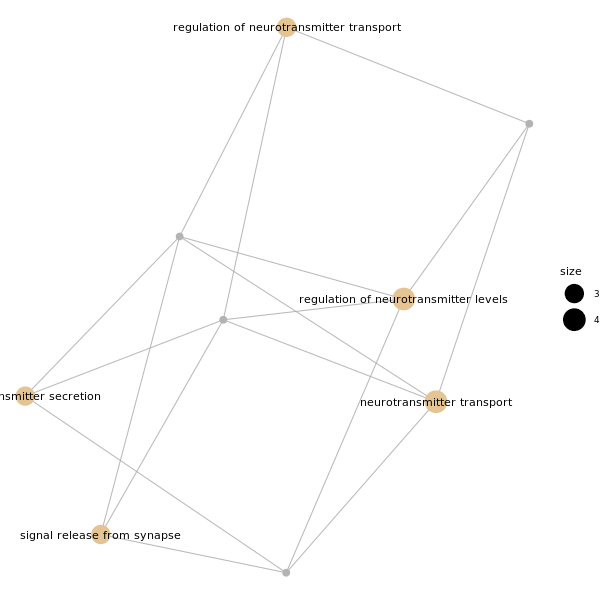 regulation of neurotransmitter transport
size
3
regulation of neurotransmitter levels
4
nsmitter secretion
neurotransmitter transport
signal release from synapse